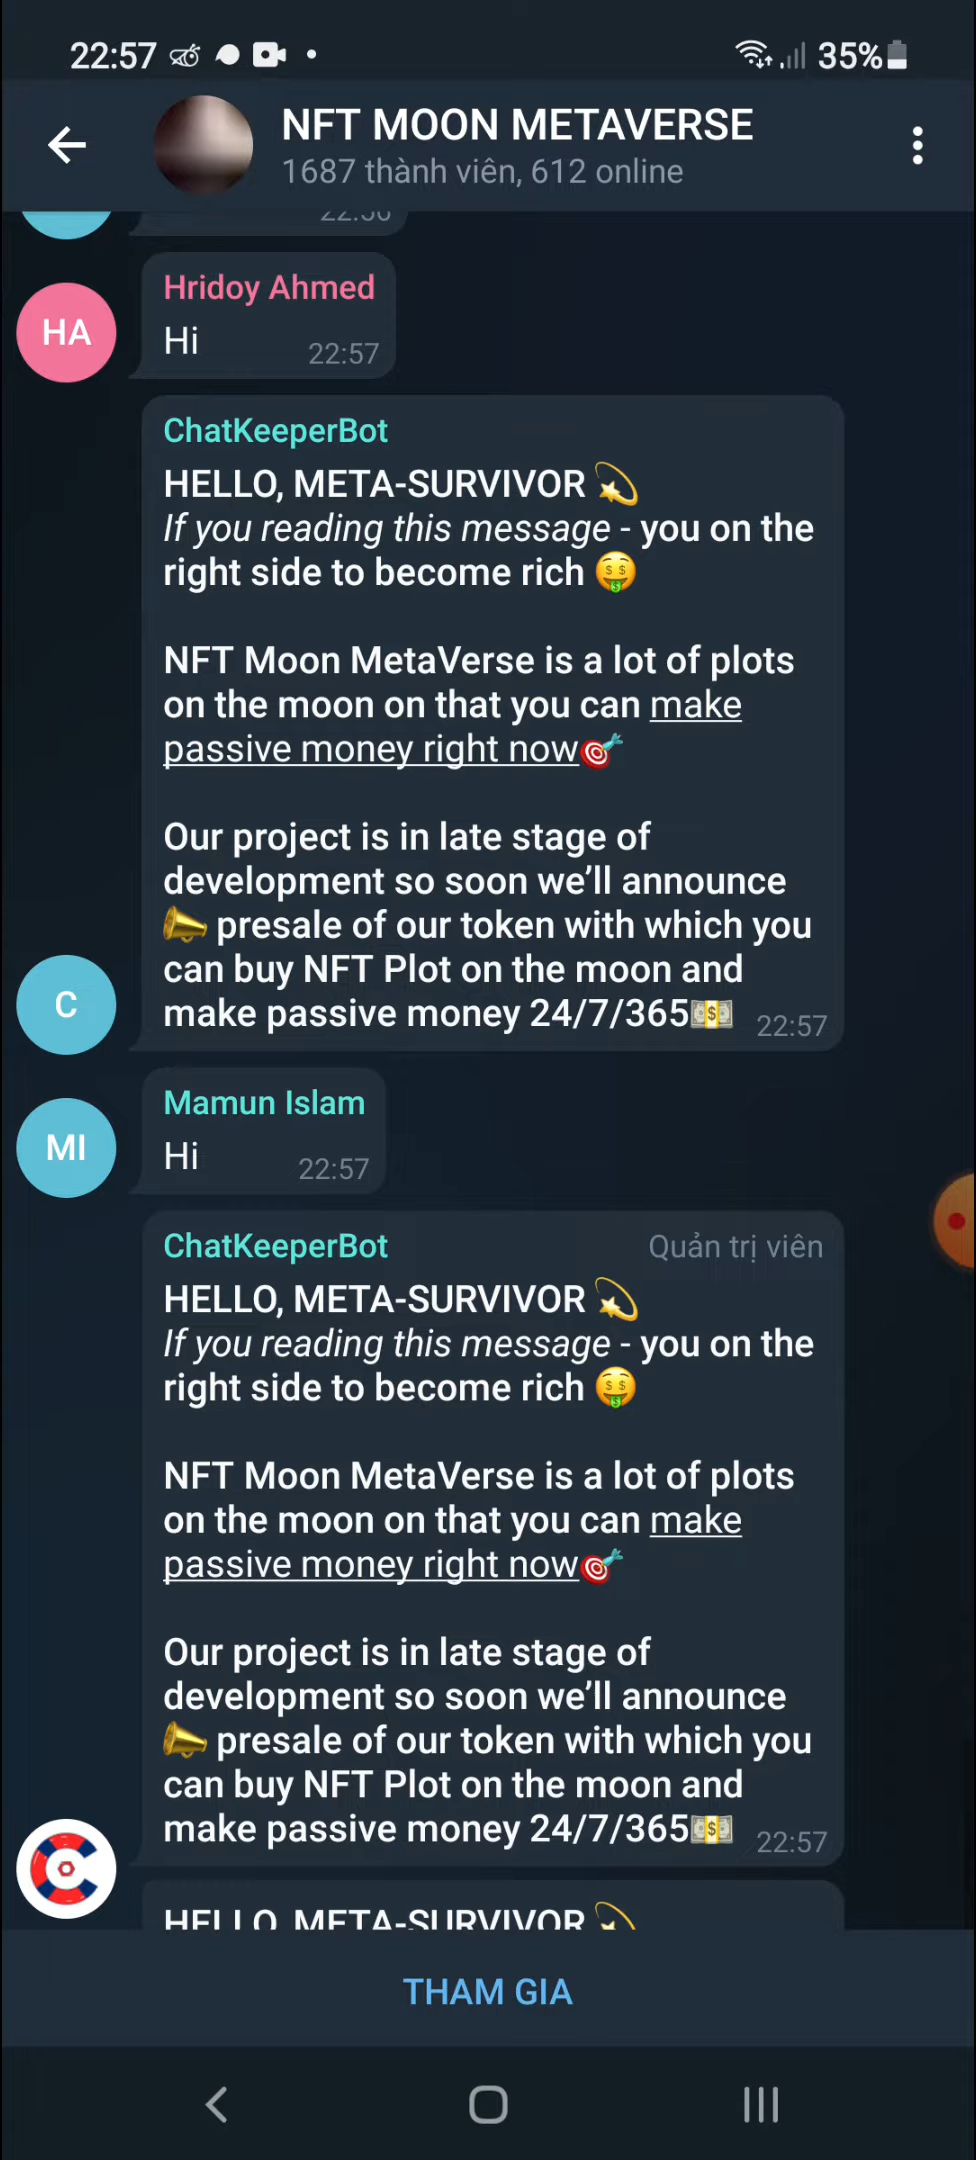 22:57
35%
NFT MOON METAVERSE
1687 thành viên, 612 online
HA
Hridoy Ahmed
Hi
22:57
ChatKeeperBot
HELLO, META-SURVIVOR 💫
If you reading this message - you on the
right side to become rich 🤑
NFT Moon MetaVerse is a lot of plots
on the moon on that you can make
passive money right now🎯
Our project is in late stage of
development so soon we’ll announce
📣 presale of our token with which you
can buy NFT Plot on the moon and
make passive money 24/7/365💵
22:57
C
Mamun Islam
MI
Hi
22:57
ChatKeeperBot
Quản trị viên
HELLO, META-SURVIVOR 💫
If you reading this message - you on the
right side to become rich 🤑
NFT Moon MetaVerse is a lot of plots
on the moon on that you can make
passive money right now🎯
Our project is in late stage of
development so soon we’ll announce
📣 presale of our token with which you
can buy NFT Plot on the moon and
make passive money 24/7/365💵
22:57
HELLO, META-SURVIVOR 💫
THAM GIA